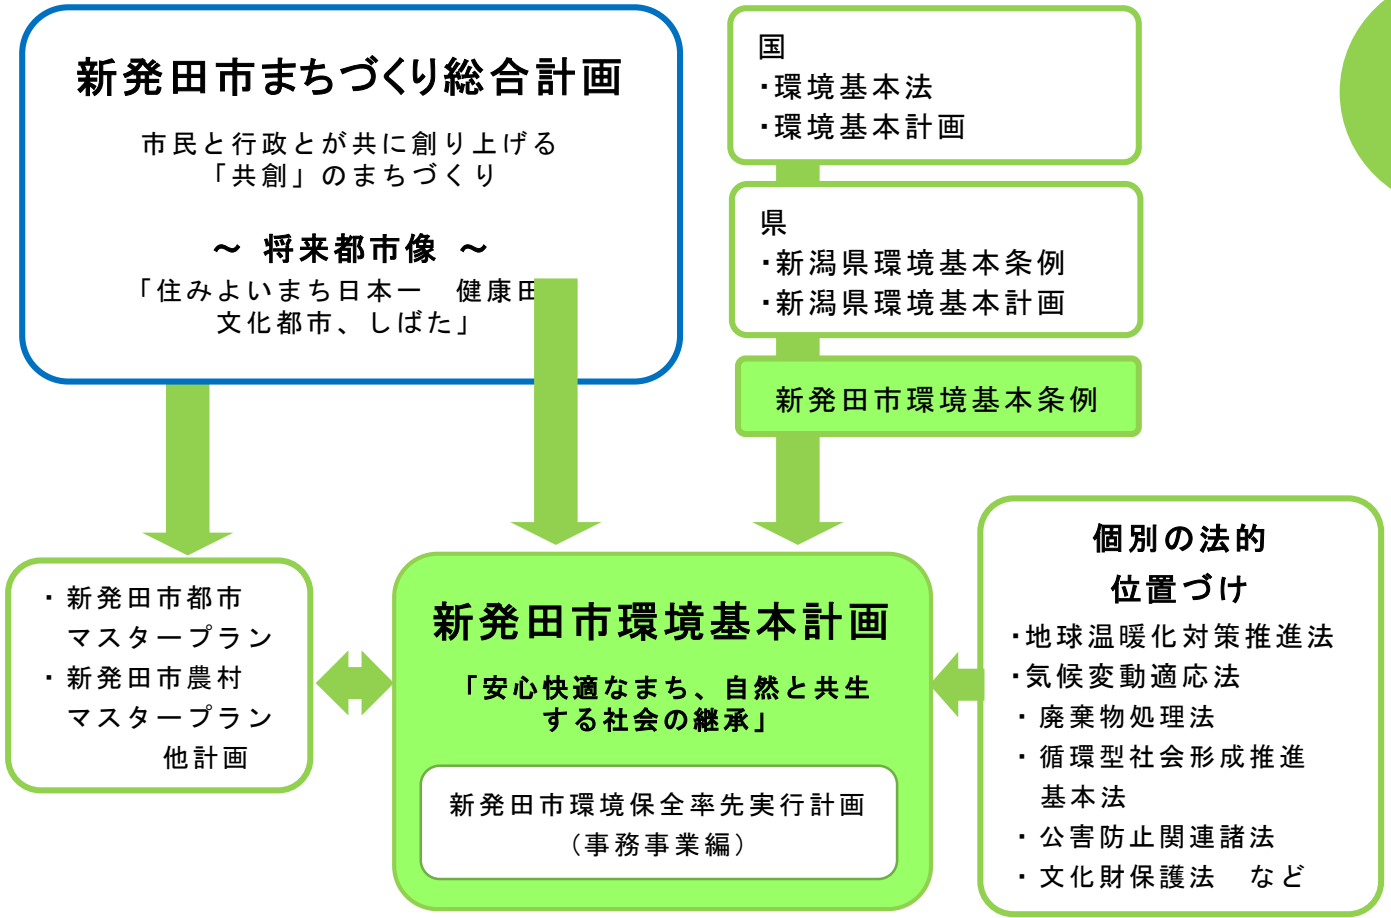 新発田市まちづくり総合計画
市民と行政とが共に創り上げる
「共創」のまちづくり
～ 将来都市像 ～
「住みよいまち日本一　健康田
文化都市、しばた」
国
・環境基本法
・環境基本計画
県
・新潟県環境基本条例
・新潟県環境基本計画
新発田市環境基本条例
・新発田市都市
マスタープラン
・新発田市農村
マスタープラン
他計画
新発田市環境基本計画
「安心快適なまち、自然と共生
する社会の継承」
新発田市環境保全率先実行計画
（事務事業編）
個別の法的
位置づけ
・地球温暖化対策推進法
・気候変動適応法
・廃棄物処理法
・循環型社会形成推進
基本法
・公害防止関連諸法
・文化財保護法　など